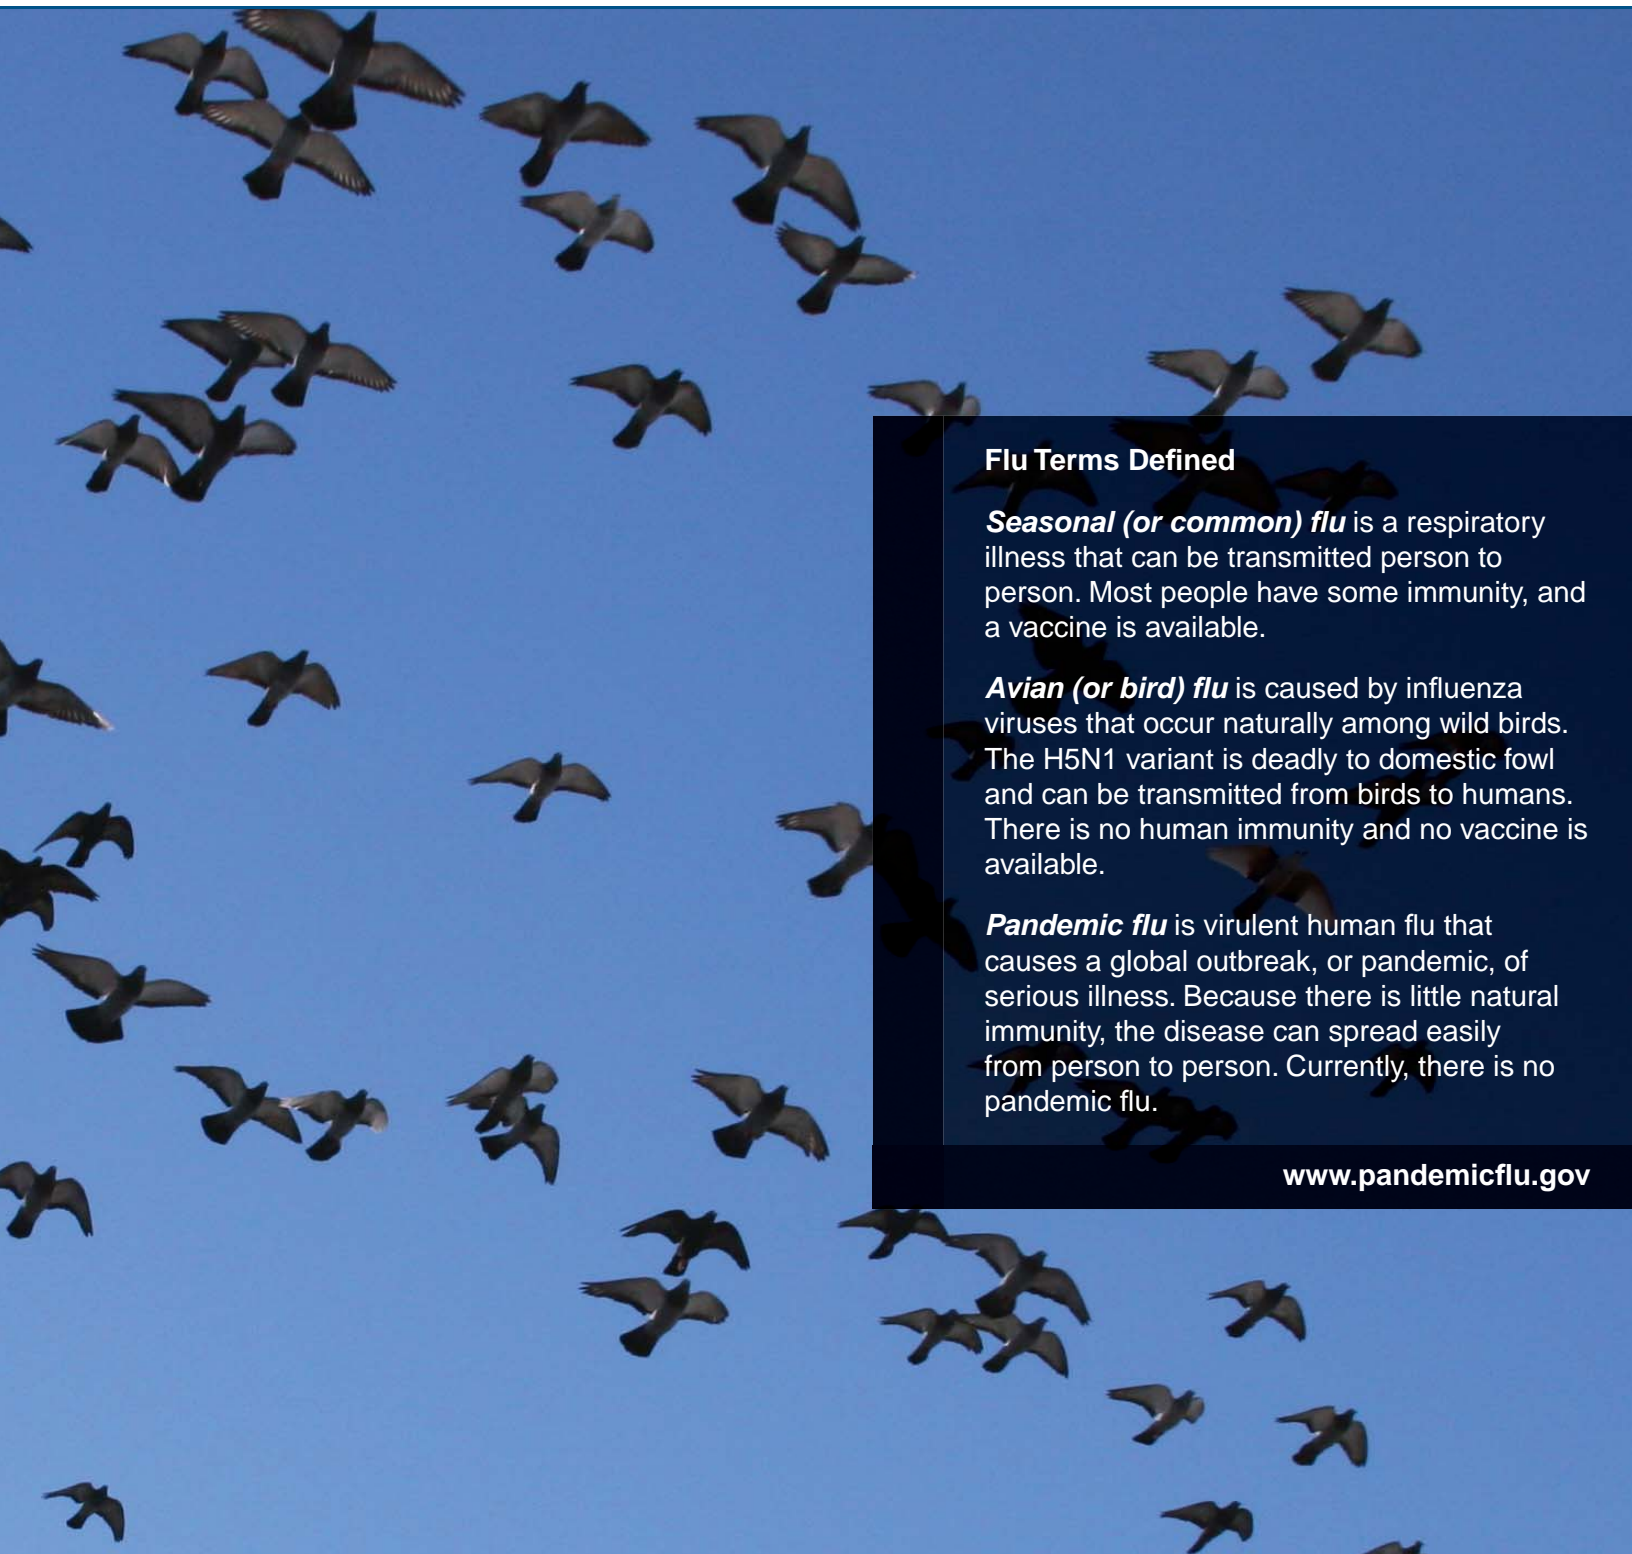 Flu Terms Defined
Seasonal (or common) flu is a respiratory
illness that can be transmitted person to
person. Most people have some immunity, and
a vaccine is available.
Avian (or bird) flu is caused by influenza
viruses that occur naturally among wild birds.
The H5N1 variant is deadly to domestic fowl
and can be transmitted from birds to humans.
There is no human immunity and no vaccine is
available.
Pandemic flu is virulent human flu that
causes a global outbreak, or pandemic, of
serious illness. Because there is little natural
immunity, the disease can spread easily
from person to person. Currently, there is no
pandemic flu.
www.pandemicflu.gov